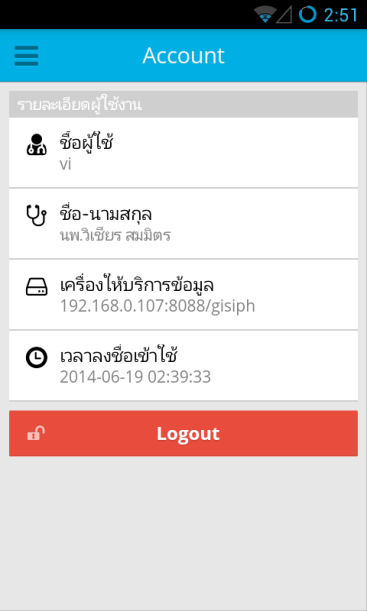 2:51
Account
รายละเอียดผู้ใช้งาน
ชื่อผู้ใช้
vi
ชื่อ-นามสกุล
นพ.วิเชียร สมมิตร
เครื่องให้บริการข้อมูล
192.168.0.107:8088/gisiph
เวลาลงชื่อเข้าใช้
2014-06-19 02:39:33
Logout